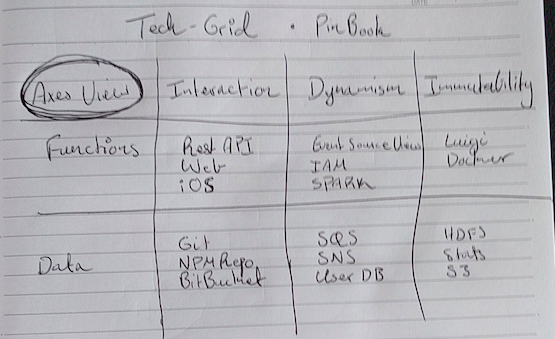 Tech-Grid • PinBook
Axes View Interaction Dynamism Immutability
Functions Rest API Event Source View Luigi
Web IAM Docker
iOS SPARK
Git SQS HDFS
Data NPM Repo SNS Stats
BitBucket User DB S3